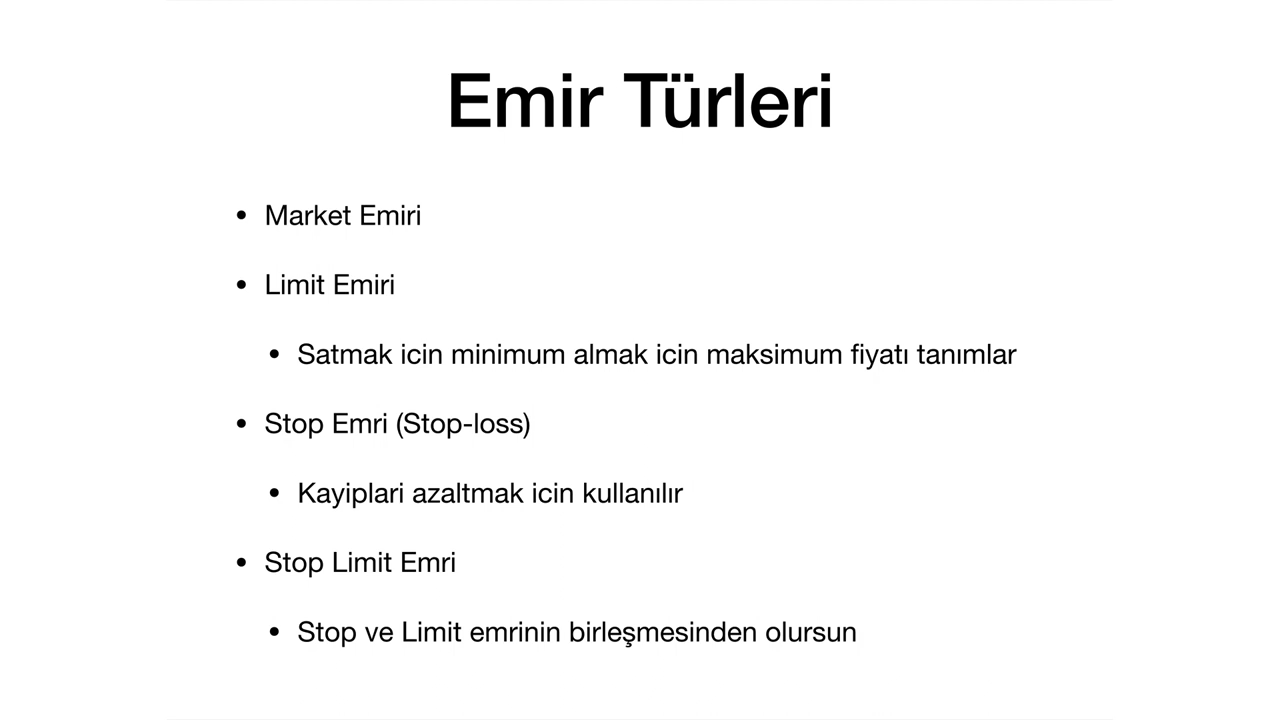 Emir Türleri
• Market Emiri
• Limit Emiri
• Satmak icin minimum almak icin maksimum fiyatı tanımlar
• Stop Emri (Stop-loss)
• Kayiplari azaltmak icin kullanılır
• Stop Limit Emri
• Stop ve Limit emrinin birleşmesinden olursun